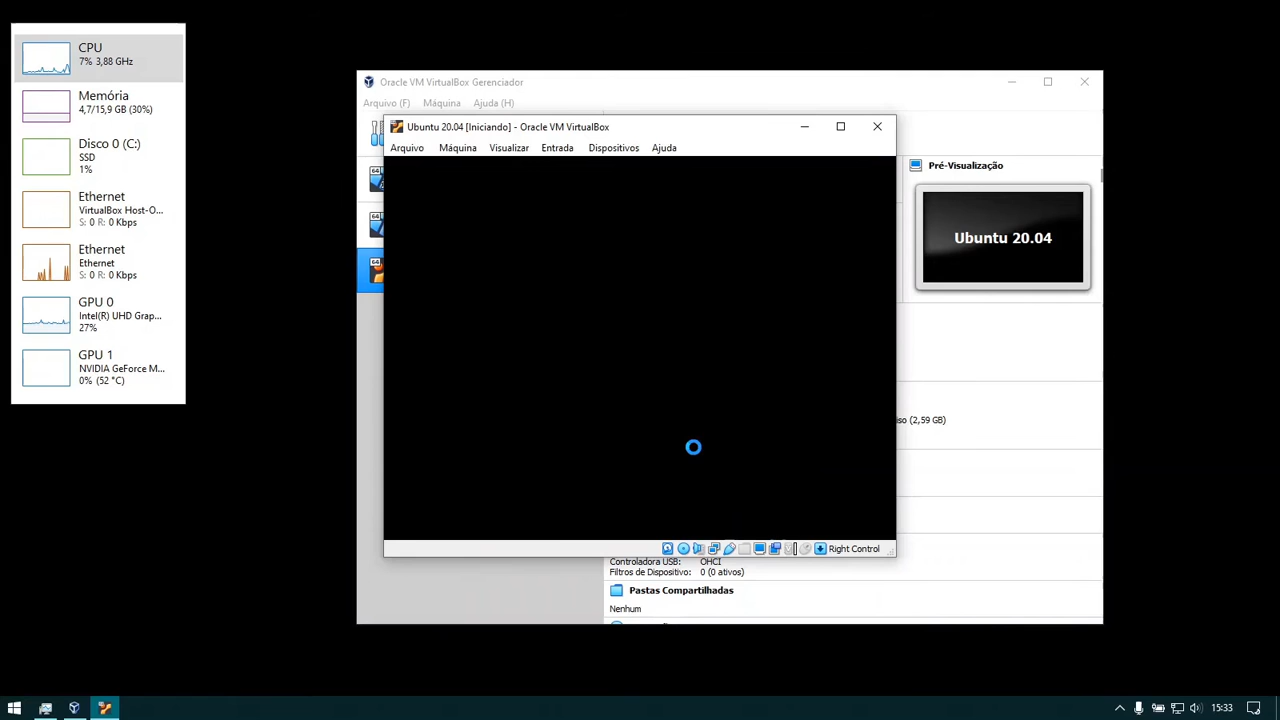 CPU
7% 3,88 GHz
Memória
4,7/15,9 GB (30%)
Disco 0 (C:)
SSD
1%
Ethernet
VirtualBox Host-O...
S: 0 R: 0 Kbps
Ethernet
Ethernet
S: 0 R: 0 Kbps
GPU 0
Intel(R) UHD Grap...
27%
GPU 1
NVIDIA GeForce M...
0% (52 °C)
Oracle VM VirtualBox Gerenciador
Arquivo (F) Máquina Ajuda (H)
Ubuntu 20.04 [Iniciando] - Oracle VM VirtualBox
Arquivo Máquina Visualizar Entrada Dispositivos Ajuda
64
64
64
Pré-Visualização
Ubuntu 20.04
iso (2,59 GB)
Right Control
Controladora USB: OHCI
Filtros de Dispositivo: 0 (0 ativos)
Pastas Compartilhadas
Nenhum
15:33